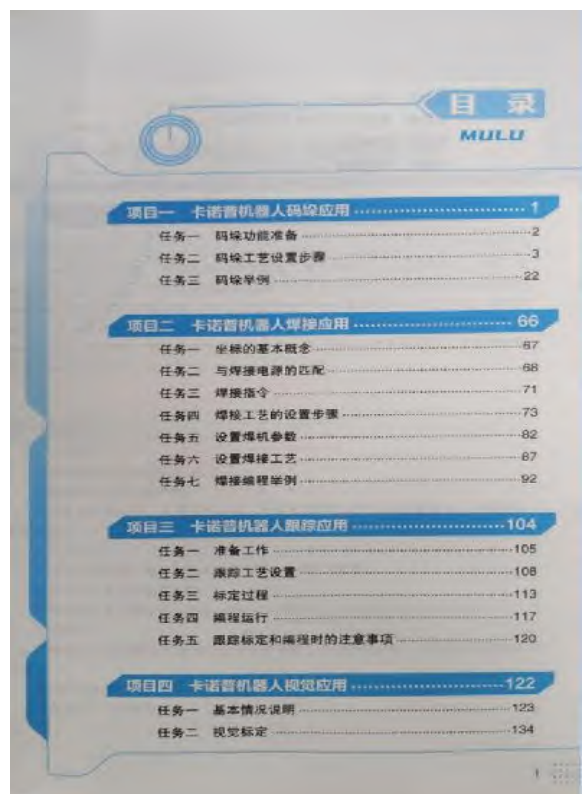 目 录
MULU
项目一 卡诺普机器人码垛应用 1
任务一 码垛功能准备 2
任务二 码垛工艺设置步骤 3
任务三 码垛举例 22
项目二 卡诺普机器人焊接应用 66
任务一 坐标的基本概念 67
任务二 与焊接电源的匹配 68
任务三 焊接指令 71
任务四 焊接工艺的设置步骤 73
任务五 设置焊机参数 82
任务六 设置焊接工艺 87
任务七 焊接编程举例 92
项目三 卡诺普机器人跟踪应用 104
任务一 准备工作 105
任务二 跟踪工艺设置 108
任务三 标定过程 113
任务四 编程运行 117
任务五 跟踪标定和编程时的注意事项 120
项目四 卡诺普机器人视觉应用 122
任务一 基本情况说明 123
任务二 视觉标定 134
1